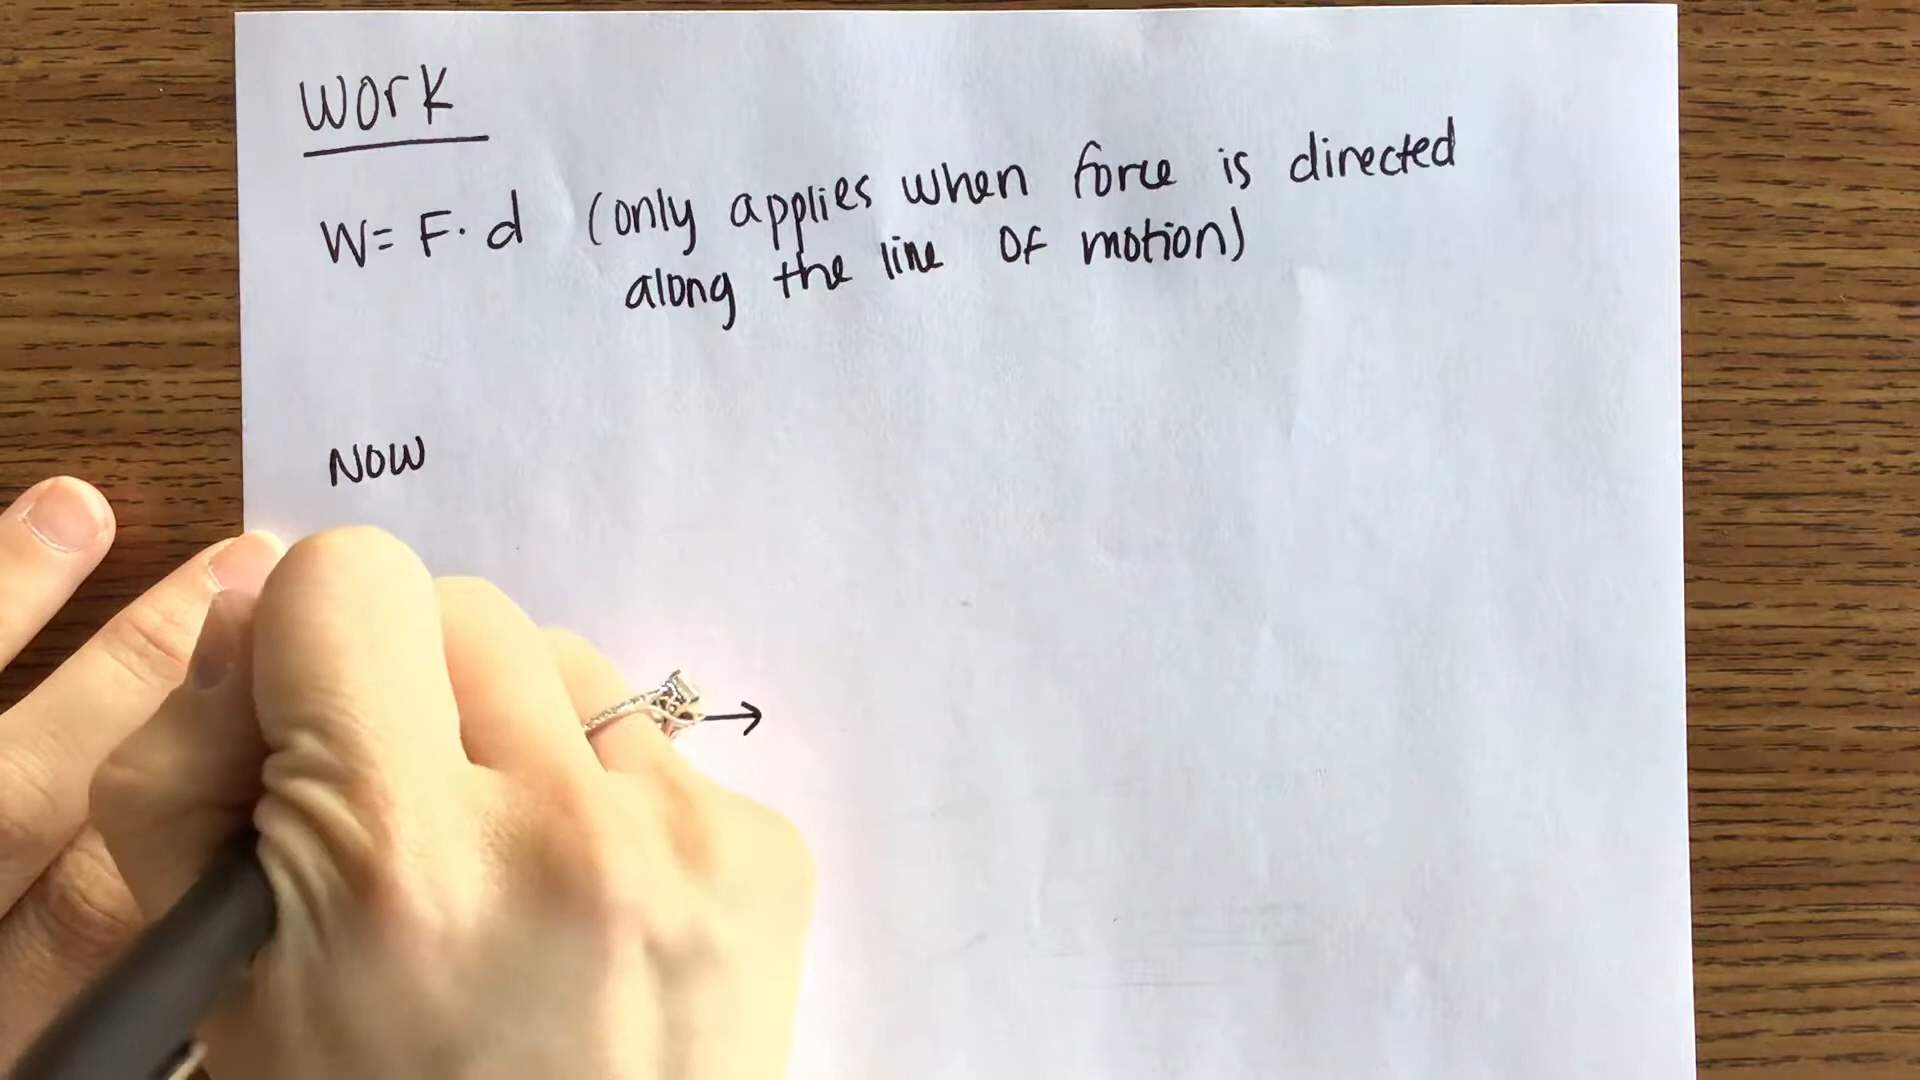 Work
W= F · d (only applies when force is directed
along the line of motion)
Now